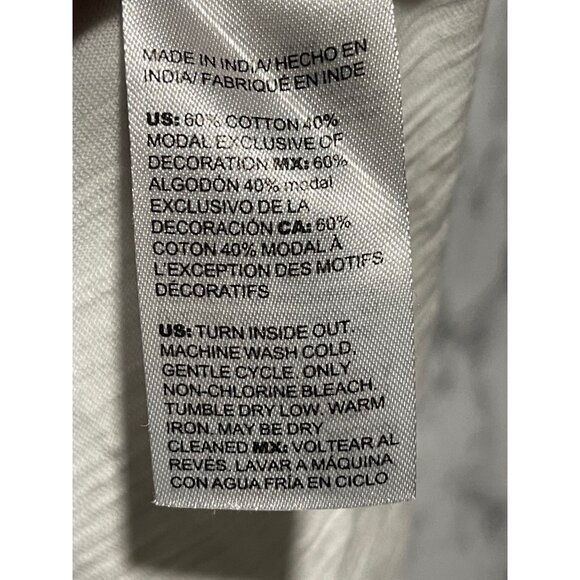 MADE IN INDIA/ HECHO EN
INDIA/ FABRIQUÉ EN INDE
US: 60% COTTON 40%
MODAL EXCLUSIVE OF
DECORATION MX: 60%
ALGODÓN 40% modal
EXCLUSIVO DE LA
DECORACIÓN CA: 60%
COTON 40% MODAL À
L'EXCEPTION DES MOTIFS
DÉCORATIFS
US: TURN INSIDE OUT.
MACHINE WASH COLD,
GENTLE CYCLE. ONLY
NON-CHLORINE BLEACH.
TUMBLE DRY LOW. WARM
IRON. MAY BE DRY
CLEANED MX: VOLTEAR AL
REVÉS. LAVAR A MÁQUINA
CON AGUA FRÍA EN CICLO